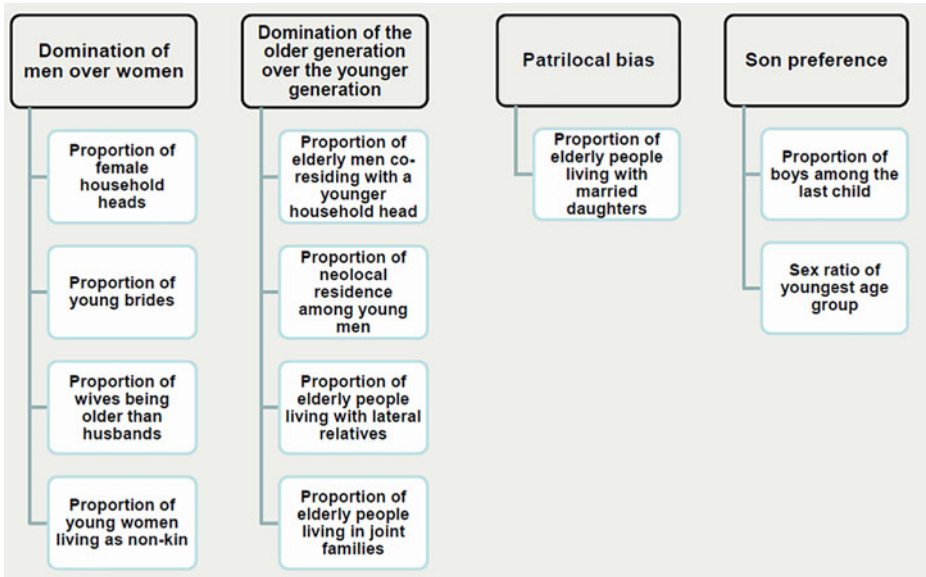 Domination of
men over women
Proportion of
female
household
heads
Proportion of
young brides
Proportion of
wives being
older than
husbands
Proportion of
young women
living as non-kin
Domination of the
older generation
over the younger
generation
Proportion of
elderly men co-
residing with a
younger
household head
Proportion of
neolocal
residence
among young
men
Proportion of
elderly people
living with lateral
relatives
Proportion of
elderly people
living in joint
families
Patrilocal bias
Proportion of
elderly people
living with
married
daughters
Son preference
Proportion of
boys among the
last child
Sex ratio of
youngest age
group